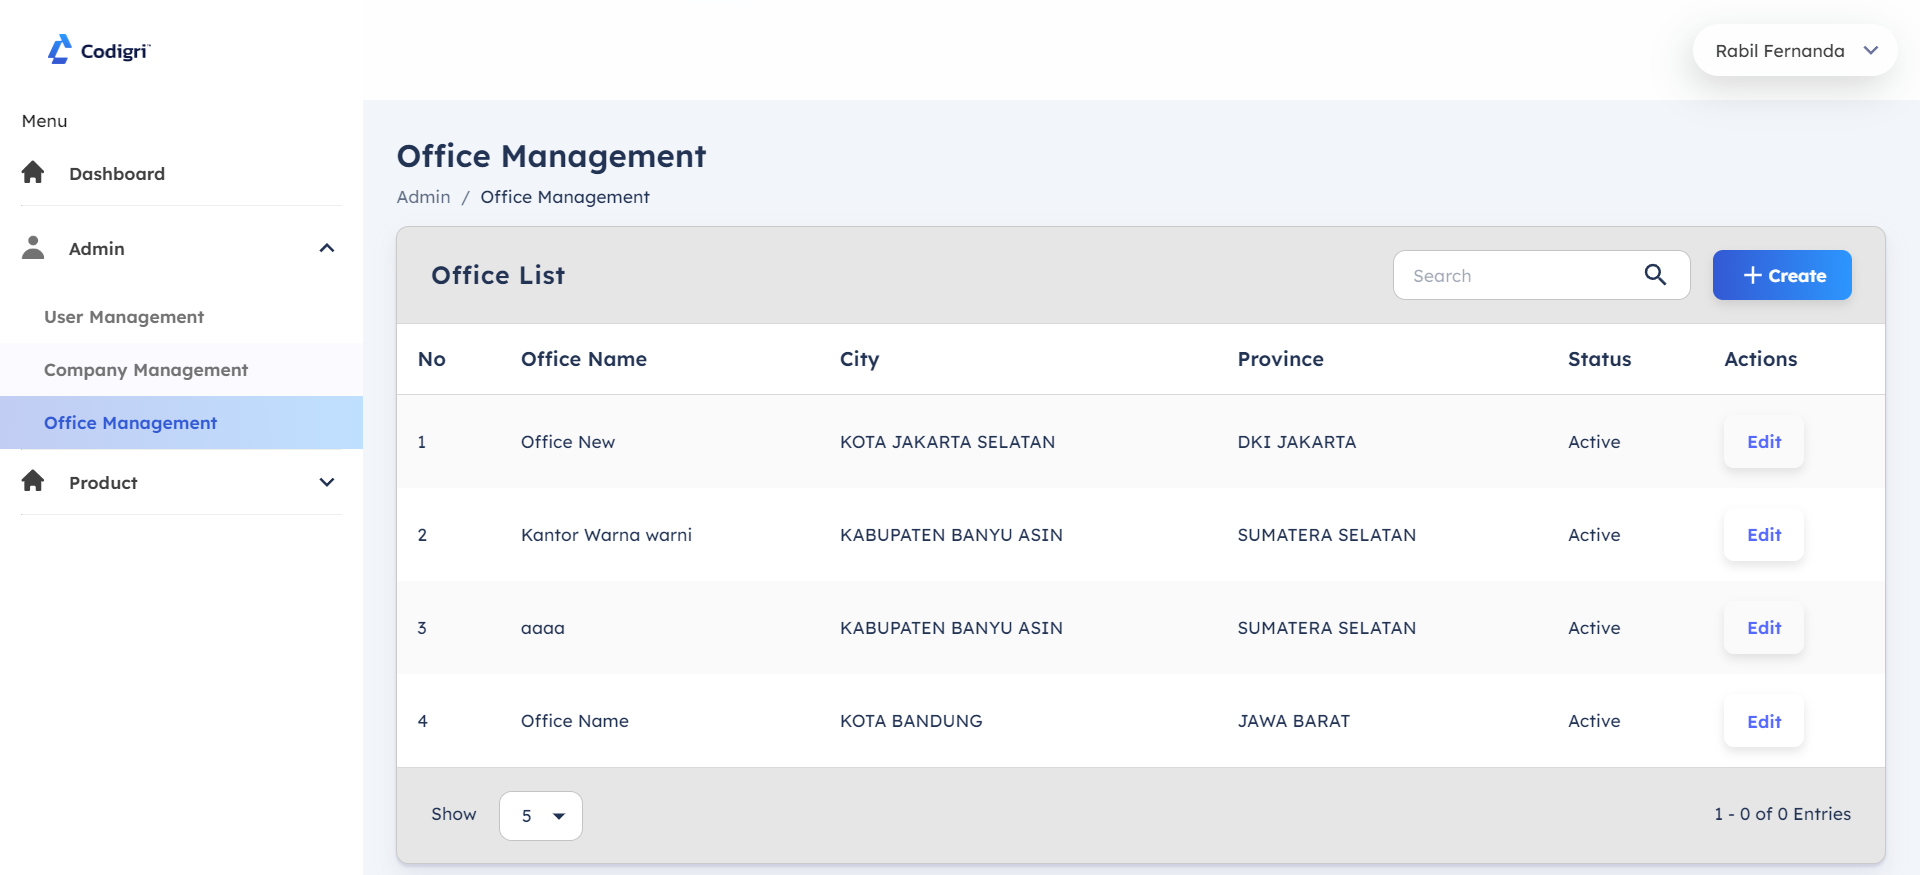 Codigri™
Rabil Fernanda
Menu
Dashboard
Admin
User Management
Company Management
Office Management
Product
Office Management
Admin / Office Management
Office List
Search
Create
No Office Name City Province Status Actions
1 Office New KOTA JAKARTA SELATAN DKI JAKARTA Active Edit
2 Kantor Warna warni KABUPATEN BANYU ASIN SUMATERA SELATAN Active Edit
3 aaaa KABUPATEN BANYU ASIN SUMATERA SELATAN Active Edit
4 Office Name KOTA BANDUNG JAWA BARAT Active Edit
Show 5 1 - 0 of 0 Entries